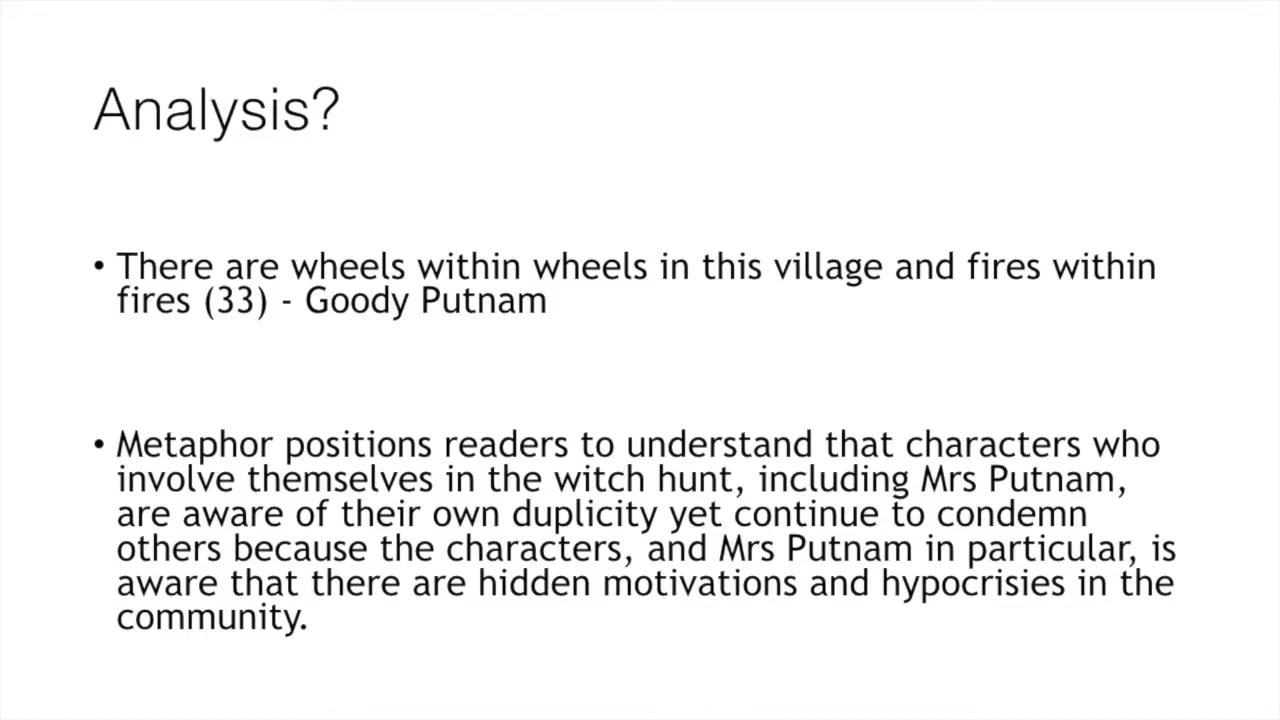 Analysis?
• There are wheels within wheels in this village and fires within
fires (33) - Goody Putnam
• Metaphor positions readers to understand that characters who
involve themselves in the witch hunt, including Mrs Putnam,
are aware of their own duplicity yet continue to condemn
others because the characters, and Mrs Putnam in particular, is
aware that there are hidden motivations and hypocrisies in the
community.